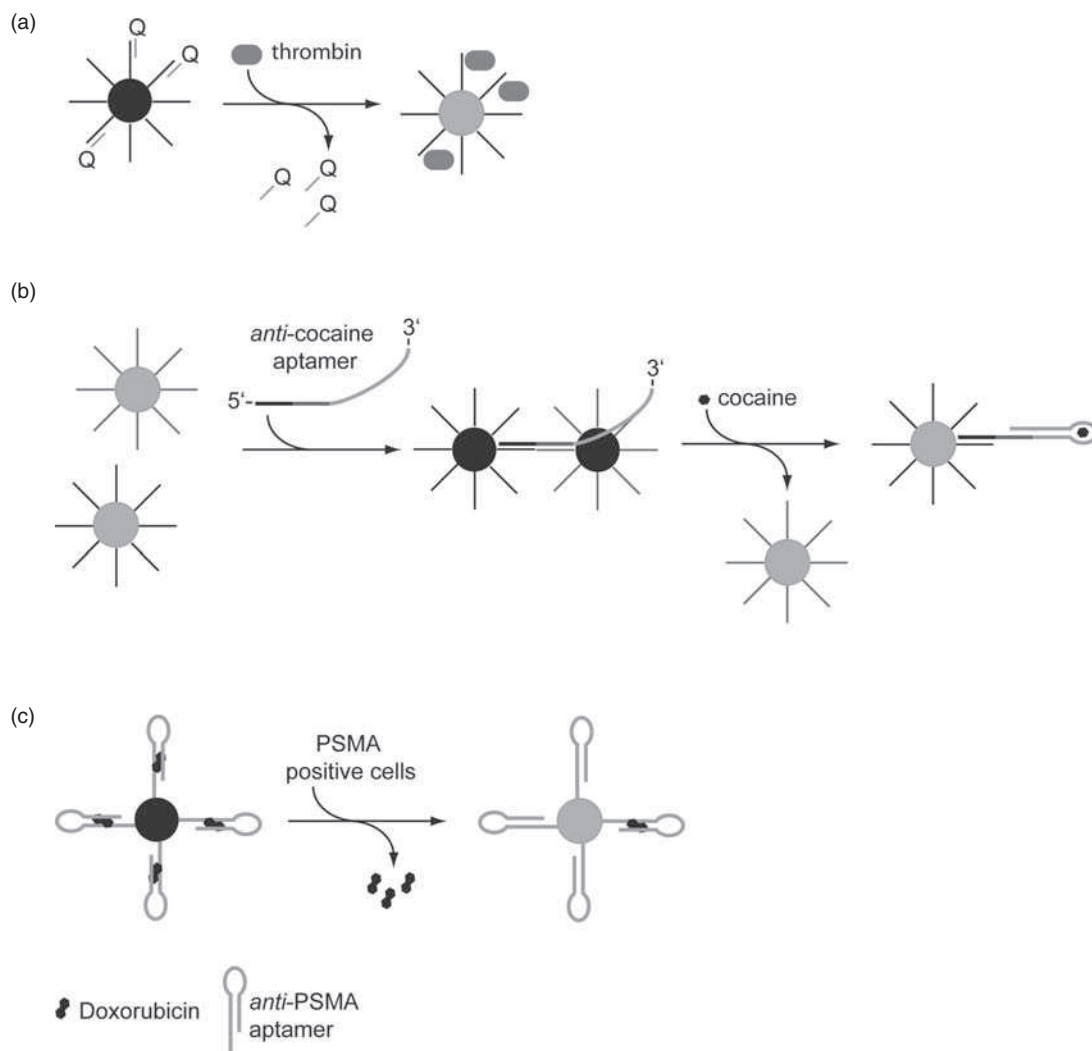 (a)
Q
Q
Q
thrombin
Q
Q
Q
(b)
anti-cocaine
aptamer
3‘
5‘
3‘
cocaine
(c)
PSMA
positive cells
Doxorubicin
anti-PSMA
aptamer